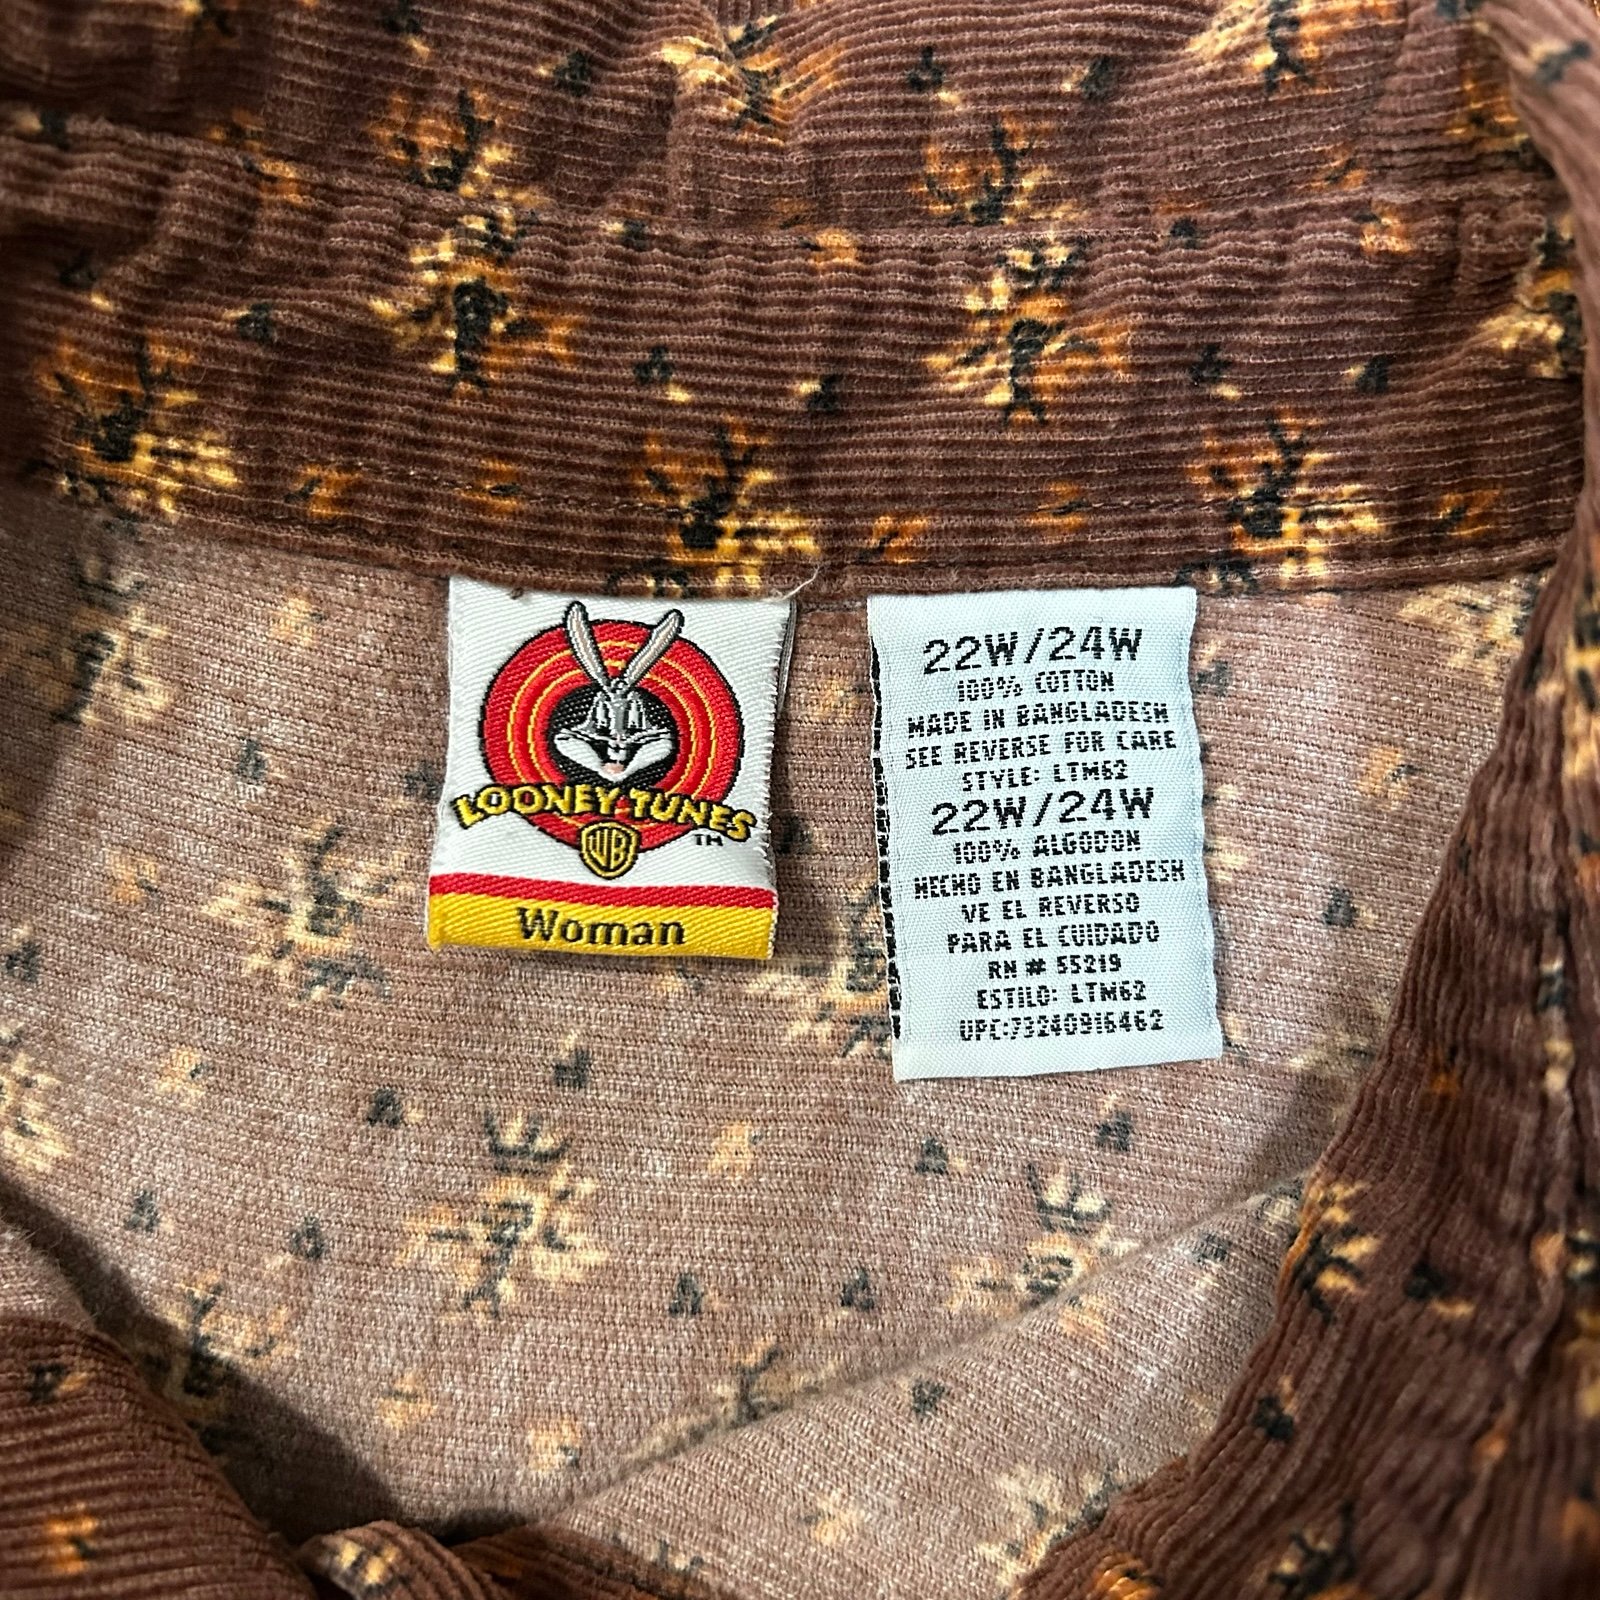 LOONEY TUNES
TM
WB
Woman
22W/24W
100% COTTON
MADE IN BANGLADESH
SEE REVERSE FOR CARE
STYLE: LTM62
22W/24W
100% ALGODON
HECHO EN BANGLADESH
VE EL REVERSO
PARA EL CUIDADO
RN # 55219
ESTILO: LTM62
UPC:73240916462